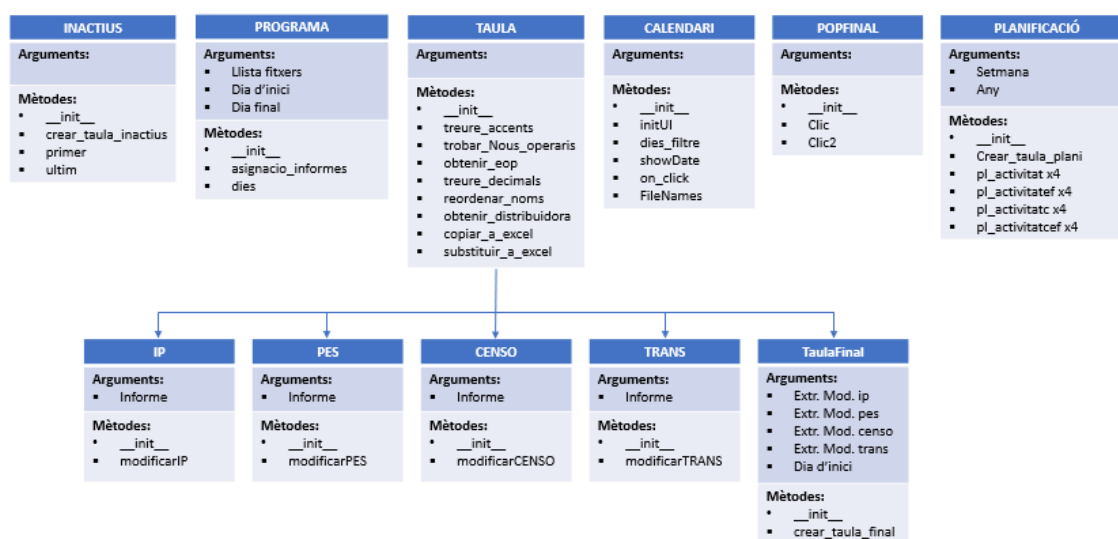 INACTIUS
Arguments:
Mètodes:
• __init__
▪ crear_taula_inactius
▪ primer
▪ ultim
PROGRAMA
Arguments:
▪ Llista fitxers
▪ Dia d'inici
▪ Dia final
Mètodes:
• __init__
▪ asignacio_informes
▪ dies
TAULA
Arguments:
Mètodes:
• __init__
▪ treure_accents
▪ trobar_Nous_operaris
▪ obtenir_eop
▪ treure_decimals
▪ reordenar_noms
▪ obtenir_distribuidora
▪ copiar_a_excel
▪ substituir_a_excel
CALENDARI
Arguments:
Mètodes:
• __init__
▪ initUI
▪ dies_filtre
▪ showDate
▪ on_click
▪ FileNames
POPFINAL
Arguments:
Mètodes:
• __init__
▪ Clic
▪ Clic2
PLANIFICACIÓ
Arguments:
▪ Setmana
▪ Any
Mètodes:
• __init__
▪ Crear_taula_plani
▪ pl_activitat x4
▪ pl_activitatef x4
▪ pl_activitatc x4
▪ pl_activitatcef x4
IP
Arguments:
▪ Informe
Mètodes:
• __init__
▪ modificarIP
PES
Arguments:
▪ Informe
Mètodes:
• __init__
▪ modificarPES
CENSO
Arguments:
▪ Informe
Mètodes:
• __init__
▪ modificarCENSO
TRANS
Arguments:
▪ Informe
Mètodes:
• __init__
▪ modificarTRANS
TaulaFinal
Arguments:
▪ Extr. Mod. ip
▪ Extr. Mod. pes
▪ Extr. Mod. censo
▪ Extr. Mod. trans
▪ Dia d'inici
Mètodes:
• __init__
▪ crear_taula_final